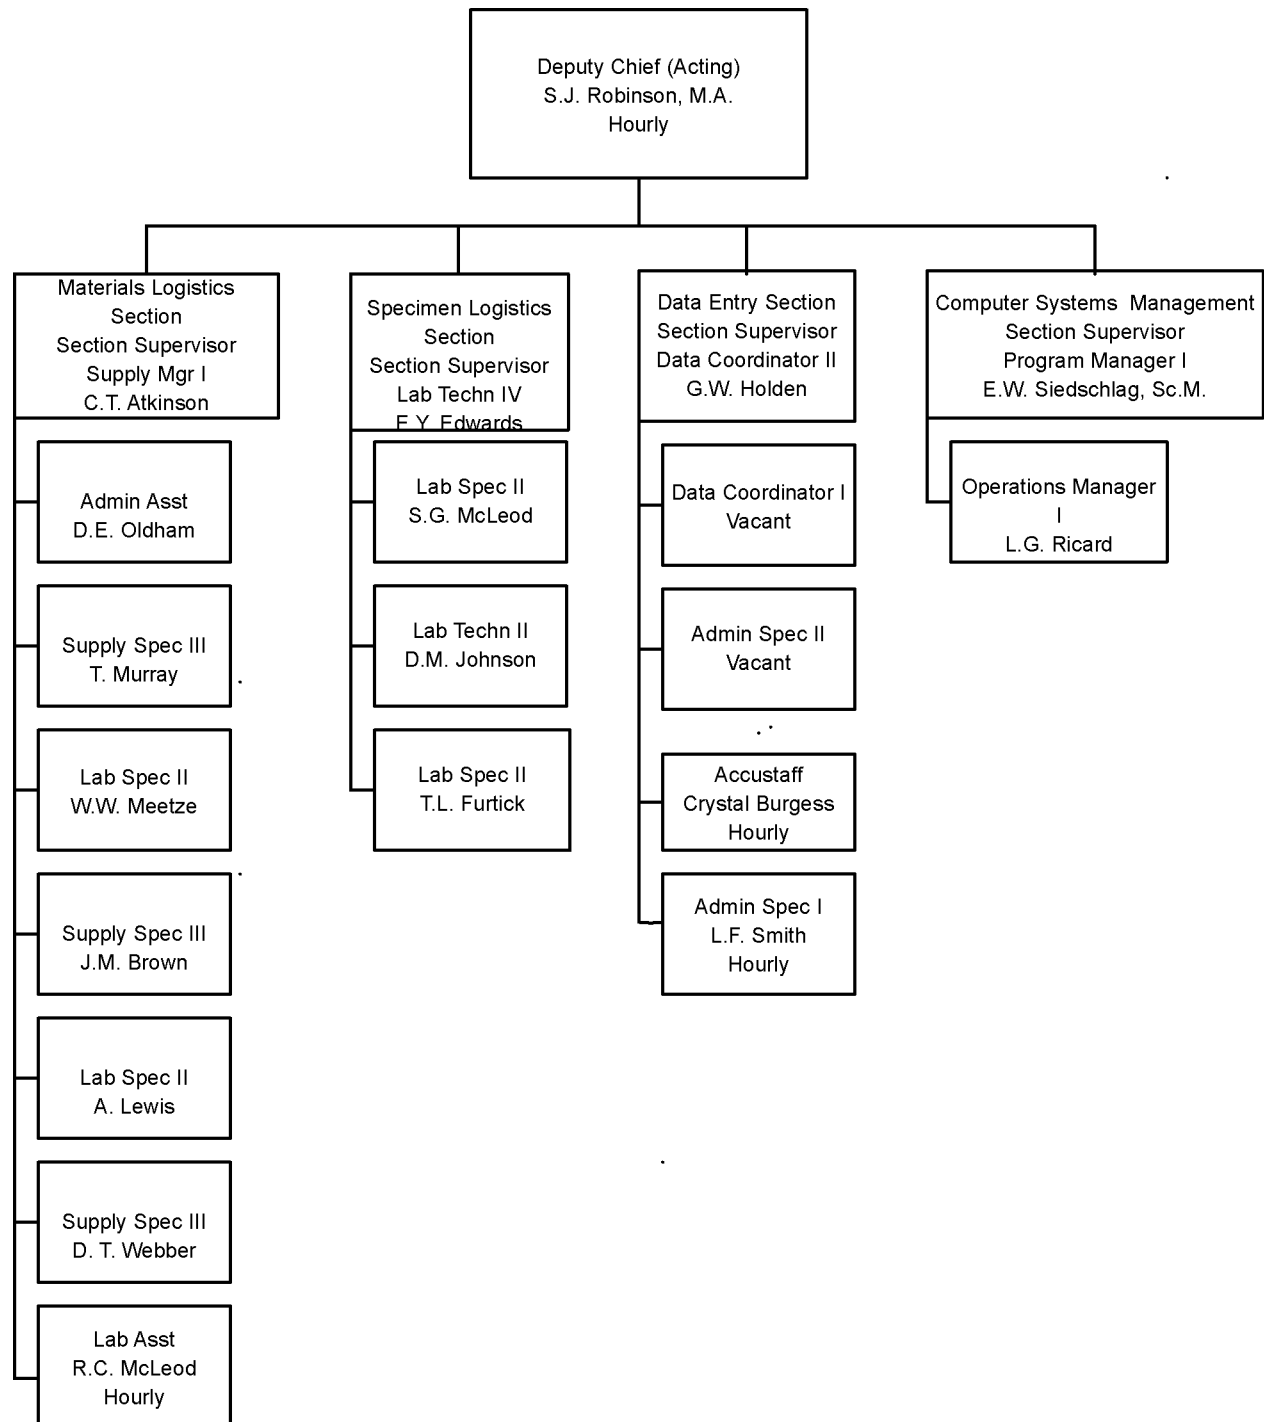 Deputy Chief (Acting)
S.J. Robinson, M.A.
Hourly
Materials Logistics
Section
Section Supervisor
Supply Mgr I
C.T. Atkinson
Admin Asst
D.E. Oldham
Supply Spec III
T. Murray
Lab Spec II
W.W. Meetze
Supply Spec III
J.M. Brown
Lab Spec II
A. Lewis
Supply Spec III
D. T. Webber
Lab Asst
R.C. McLeod
Hourly
Specimen Logistics
Section
Section Supervisor
Lab Techn IV
Y. Edwards
Lab Spec II
S.G. McLeod
Lab Techn II
D.M. Johnson
Lab Spec II
T.L. Furtick
Data Entry Section
Section Supervisor
Data Coordinator II
G.W. Holden
Data Coordinator I
Vacant
Admin Spec II
Vacant
Accustaff
Crystal Burgess
Hourly
Admin Spec I
L.F. Smith
Hourly
Computer Systems  Management
Section Supervisor
Program Manager I
E.W. Siedschlag, Sc.M.
Operations Manager
I
L.G. Ricard